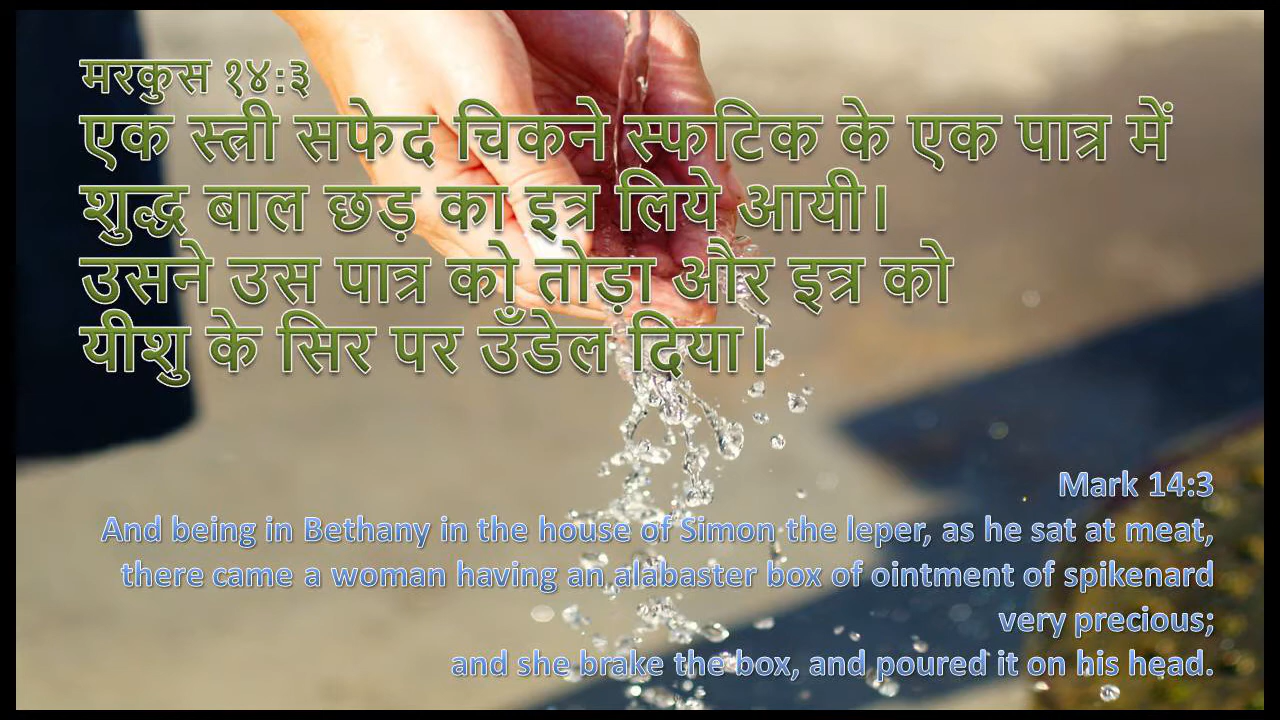 मरकुस १४:३
एक स्त्री सफेद चिकने स्फटिक के एक पात्र में
शुद्ध बाल छड़ का इत्र लिये आयी।
उसने उस पात्र को तोड़ा और इत्र को
यीशु के सिर पर उँडेल दिया।
Mark 14:3
And being in Bethany in the house of Simon the leper, as he sat at meat,
there came a woman having an alabaster box of ointment of spikenard
very precious;
and she brake the box, and poured it on his head.